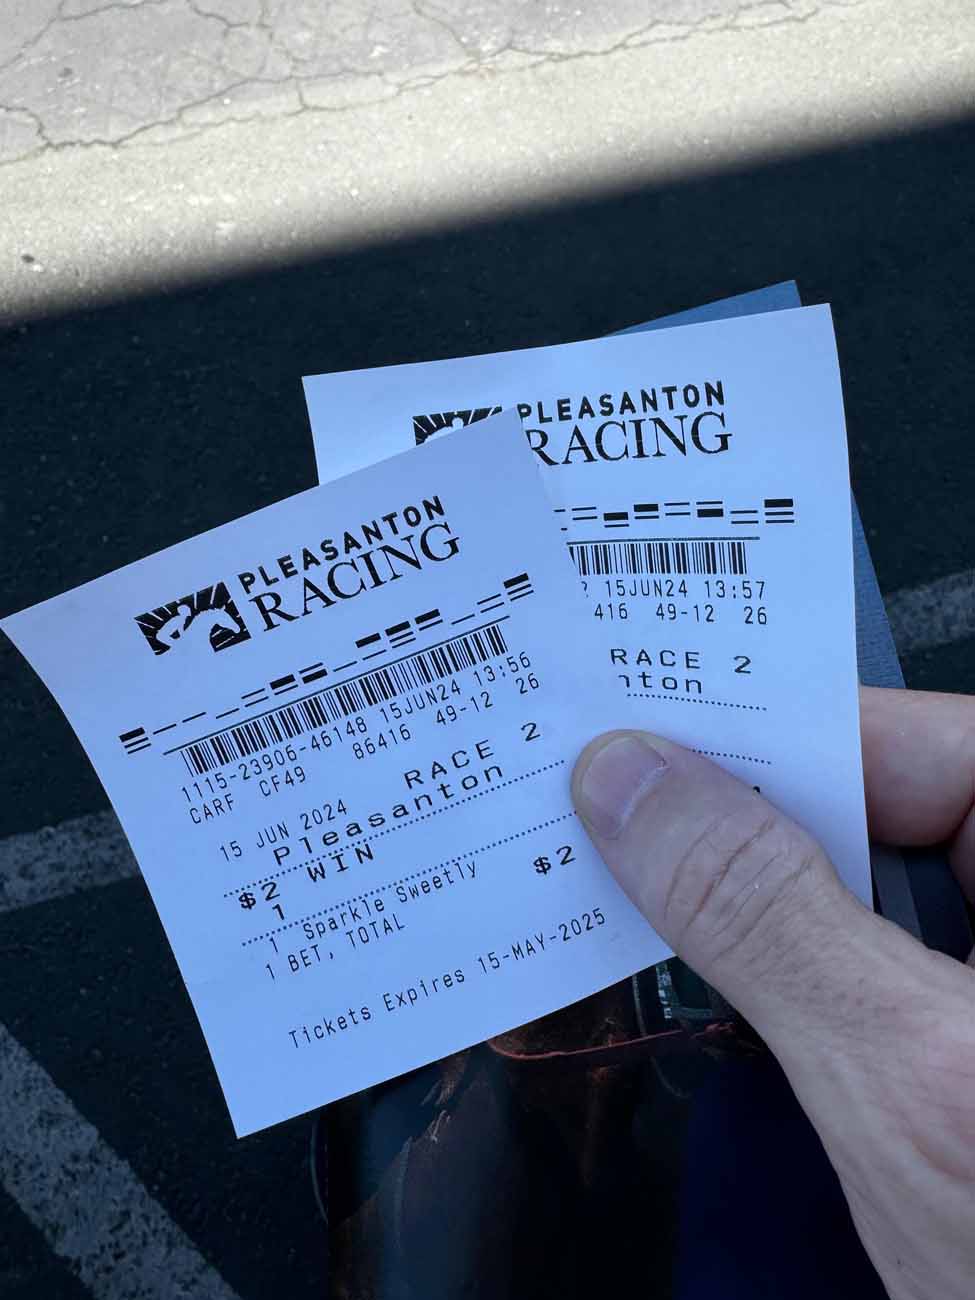 PLEASANTON
RACING
15JUN24 13:57
416 49-12 26
RACE 2
nton
PLEASANTON
RACING
1115-23906-46148 15JUN24 13:56
CARF CF49 86416 49-12 26
15 JUN 2024 RACE 2
Pleasanton
$2 WIN
1
1 Sparkle Sweetly
1 BET, TOTAL $2
Tickets Expires 15-MAY-2025